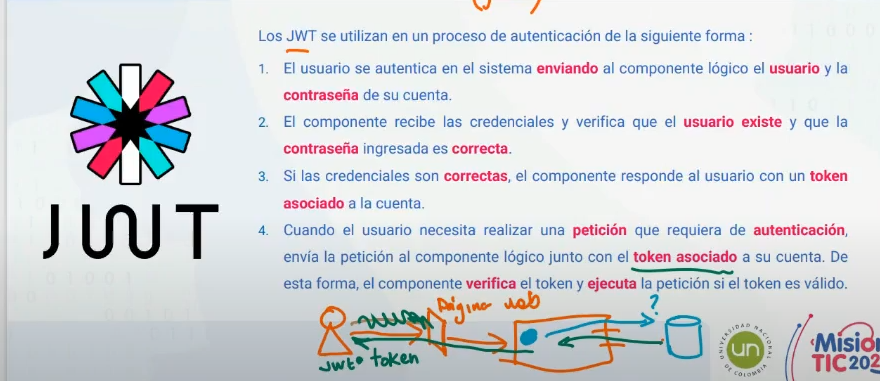 Los JWT se utilizan en un proceso de autenticación de la siguiente forma :
1. El usuario se autentica en el sistema enviando al componente lógico el usuario y la
contraseña de su cuenta.
2. El componente recibe las credenciales y verifica que el usuario existe y que la
contraseña ingresada es correcta.
3. Si las credenciales son correctas, el componente responde al usuario con un token
asociado a la cuenta.
4. Cuando el usuario necesita realizar una petición que requiera de autenticación,
envía la petición al componente lógico junto con el token asociado a su cuenta. De
esta forma, el componente verifica el token y ejecuta la petición si el token es válido.
JWT
Página web
?
JWT token
UNIVERSIDAD NACIONAL
DE COLOMBIA
un
Misión
TIC 202